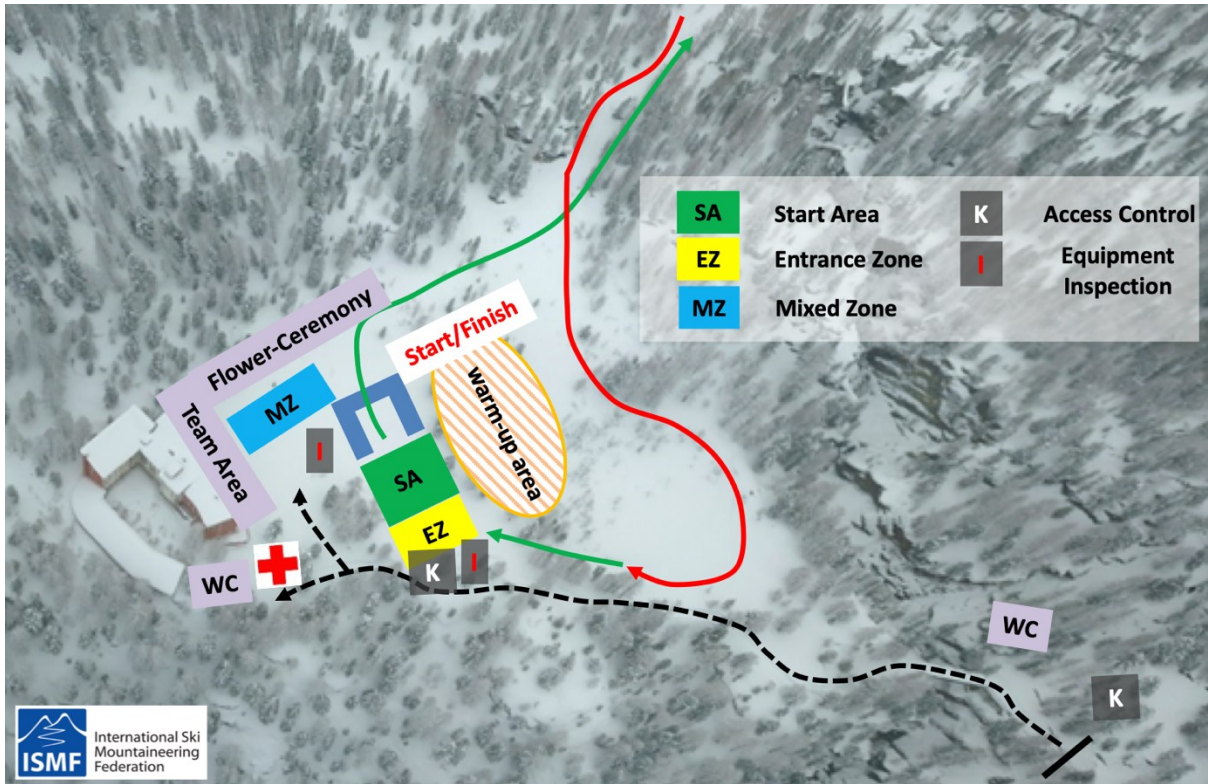 SA Start Area
EZ Entrance Zone
MZ Mixed Zone
K Access Control
I Equipment
Inspection
Flower-Ceremony
Start/Finish
MZ
Team Area
warm-up area
I
SA
EZ
K
I
WC
WC
K
ISMF
International Ski
Mountaineering
Federation